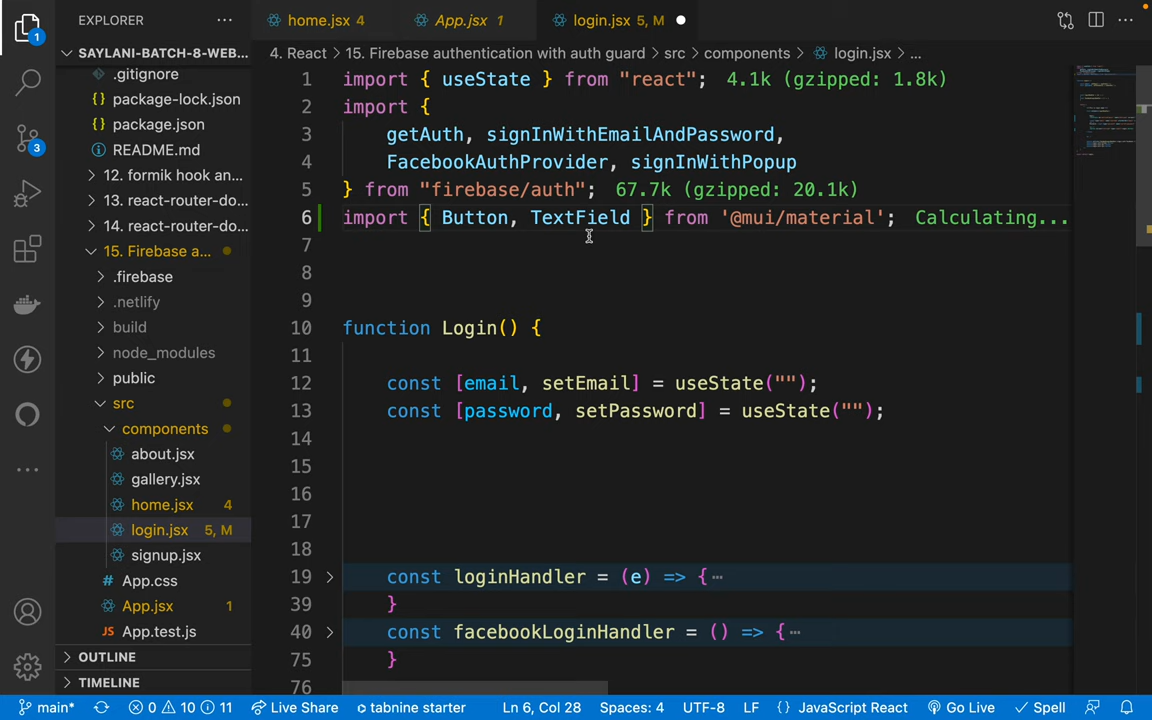 EXPLORER
SAYLANI-BATCH-8-WEB...
.gitignore
package-lock.json
package.json
README.md
12. formik hook an...
13. react-router-do...
14. react-router-do...
15. Firebase a...
.firebase
.netlify
build
node_modules
public
src
components
about.jsx
gallery.jsx
home.jsx 4
login.jsx 5, M
signup.jsx
App.css
App.jsx 1
App.test.js
OUTLINE
TIMELINE
1
3
home.jsx 4
App.jsx 1
login.jsx 5, M
4. React > 15. Firebase authentication with auth guard > src > components > login.jsx > ...
1 import { useState } from "react"; 4.1k (gzipped: 1.8k)
2 import {
3 getAuth, signInWithEmailAndPassword,
4 FacebookAuthProvider, signInWithPopup
5 } from "firebase/auth"; 67.7k (gzipped: 20.1k)
6 import { Button, TextField } from '@mui/material'; Calculating...
7
8
9
10 function Login() {
11
12 const [email, setEmail] = useState("");
13 const [password, setPassword] = useState("");
14
15
16
17
18
19 const loginHandler = (e) => {...
39 }
40 const facebookLoginHandler = () => {...
75 }
76
main* 0 10 11 Live Share tabnine starter Ln 6, Col 28 Spaces: 4 UTF-8 LF { } JavaScript React Go Live Spell